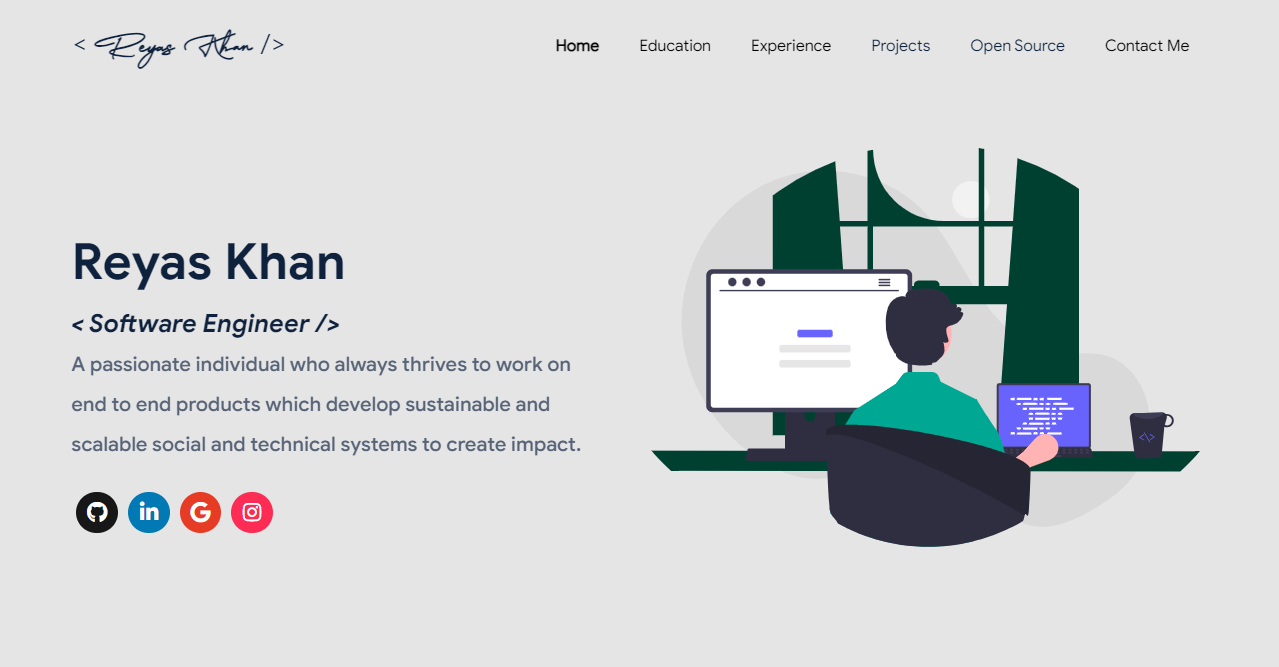 < Reyas Khan />
Home Education Experience Projects Open Source Contact Me
Reyas Khan
< Software Engineer />
A passionate individual who always thrives to work on
end to end products which develop sustainable and
scalable social and technical systems to create impact.
in
G
<\>